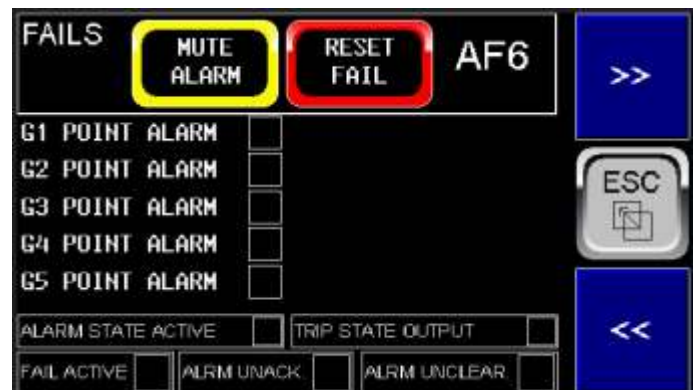 FAILS
MUTE
ALARM
RESET
FAIL
AF6
>>
G1 POINT ALARM
G2 POINT ALARM
G3 POINT ALARM
G4 POINT ALARM
G5 POINT ALARM
ESC
ALARM STATE ACTIVE
TRIP STATE OUTPUT
<<
FAIL ACTIVE
ALRM UNACK
ALRM UNCLEAR